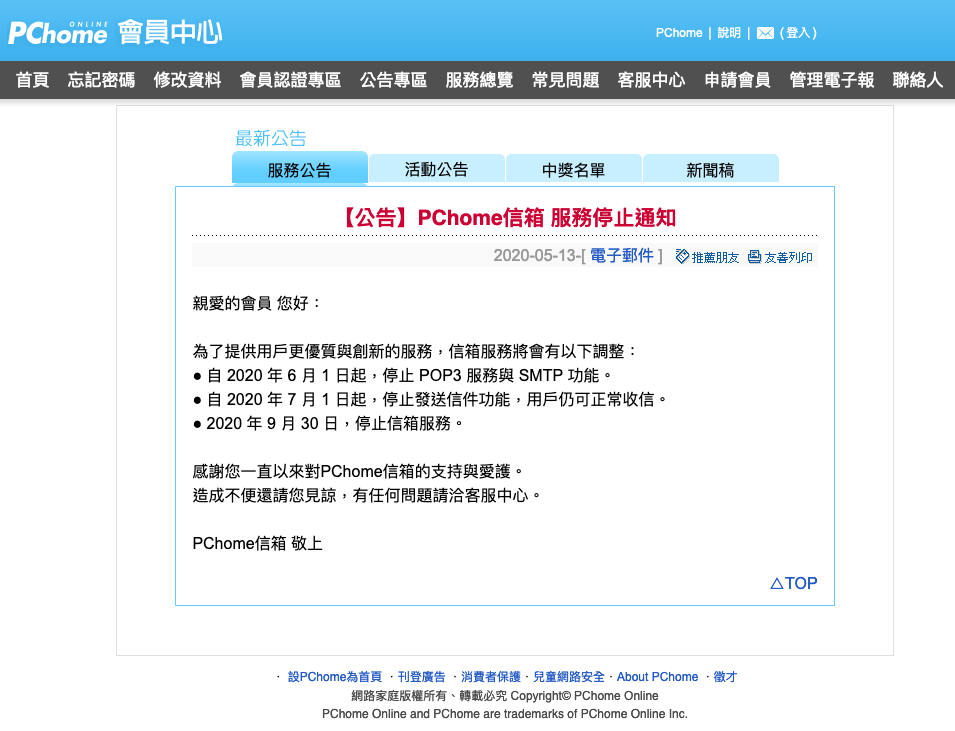 PChome ONLINE 會員中心
PChome | 說明 | (登入)
首頁 忘記密碼 修改資料 會員認證專區 公告專區 服務總覽 常見問題 客服中心 申請會員 管理電子報 聯絡人
最新公告
服務公告 活動公告 中獎名單 新聞稿
【公告】PChome信箱 服務停止通知
2020-05-13-[ 電子郵件 ] 推薦朋友 友善列印
親愛的會員 您好：
為了提供用戶更優質與創新的服務，信箱服務將會有以下調整：
● 自 2020 年 6 月 1 日起，停止 POP3 服務與 SMTP 功能。
● 自 2020 年 7 月 1 日起，停止發送信件功能，用戶仍可正常收信。
● 2020 年 9 月 30 日，停止信箱服務。
感謝您一直以來對PChome信箱的支持與愛護。
造成不便還請您見諒，有任何問題請洽客服中心。
PChome信箱 敬上
△TOP
· 設PChome為首頁 · 刊登廣告 · 消費者保護 · 兒童網路安全 · About PChome · 徵才
網路家庭版權所有、轉載必究 Copyright© PChome Online
PChome Online and PChome are trademarks of PChome Online Inc.